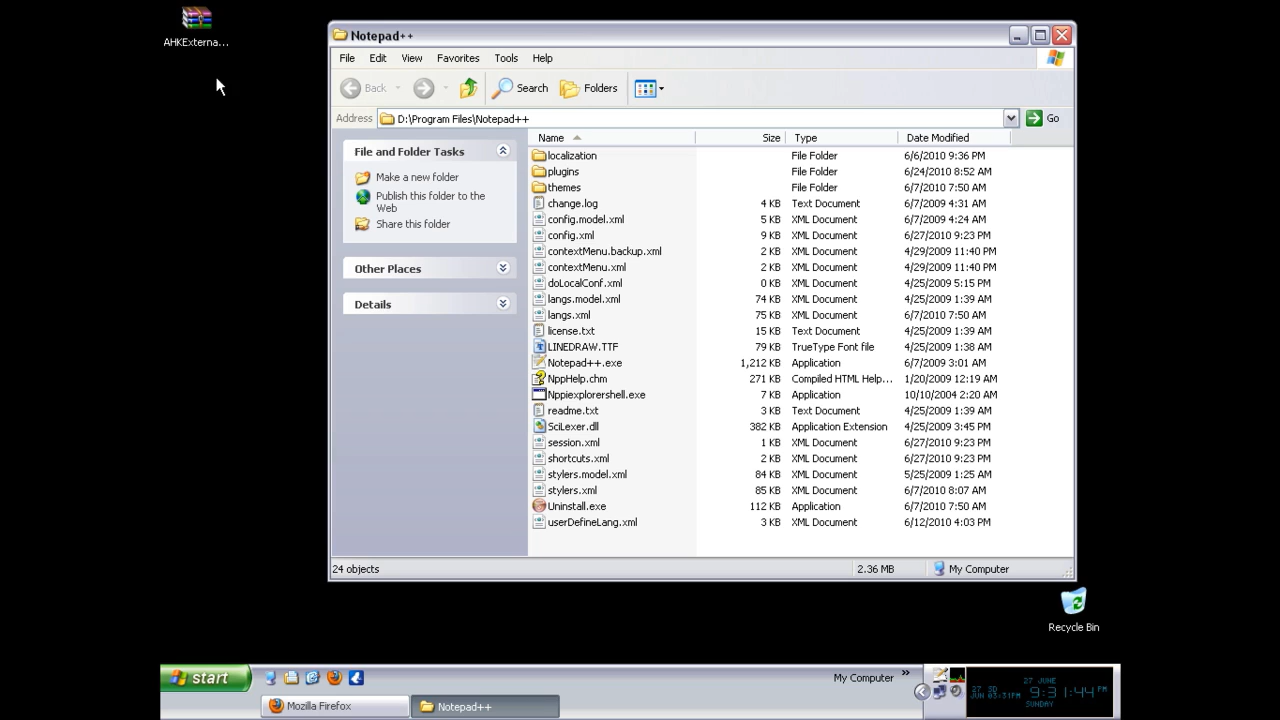 AHKExterna...
Notepad++
File Edit View Favorites Tools Help
Back Search Folders
Address D:\Program Files\Notepad++ Go
File and Folder Tasks
Make a new folder
Publish this folder to the
Web
Share this folder
Other Places
Details
Name Size Type Date Modified
localization File Folder 6/6/2010 9:36 PM
plugins File Folder 6/24/2010 8:52 AM
themes File Folder 6/7/2010 7:50 AM
change.log 4 KB Text Document 6/7/2009 4:31 AM
config.model.xml 5 KB XML Document 6/7/2009 4:24 AM
config.xml 9 KB XML Document 6/27/2010 9:23 PM
contextMenu.backup.xml 2 KB XML Document 4/29/2009 11:40 PM
contextMenu.xml 2 KB XML Document 4/29/2009 11:40 PM
doLocalConf.xml 0 KB XML Document 4/25/2009 5:15 PM
langs.model.xml 74 KB XML Document 4/25/2009 1:39 AM
langs.xml 75 KB XML Document 6/7/2010 7:50 AM
license.txt 15 KB Text Document 4/25/2009 1:39 AM
LINEDRAW.TTF 79 KB TrueType Font file 4/25/2009 1:38 AM
Notepad++.exe 1,212 KB Application 6/7/2009 3:01 AM
NppHelp.chm 271 KB Compiled HTML Help... 1/20/2009 12:19 AM
Nppiexplorershell.exe 7 KB Application 10/10/2004 2:20 AM
readme.txt 3 KB Text Document 4/25/2009 1:39 AM
SciLexer.dll 382 KB Application Extension 4/25/2009 3:45 PM
session.xml 1 KB XML Document 6/27/2010 9:23 PM
shortcuts.xml 2 KB XML Document 6/27/2010 9:23 PM
stylers.model.xml 84 KB XML Document 5/25/2009 1:25 AM
stylers.xml 85 KB XML Document 6/7/2010 8:07 AM
Uninstall.exe 112 KB Application 6/7/2010 7:50 AM
userDefineLang.xml 3 KB XML Document 6/12/2010 4:03 PM
24 objects 2.36 MB My Computer
Recycle Bin
start My Computer »
Mozilla Firefox Notepad++
27 JUNE
9:31:44 PM
SUNDAY